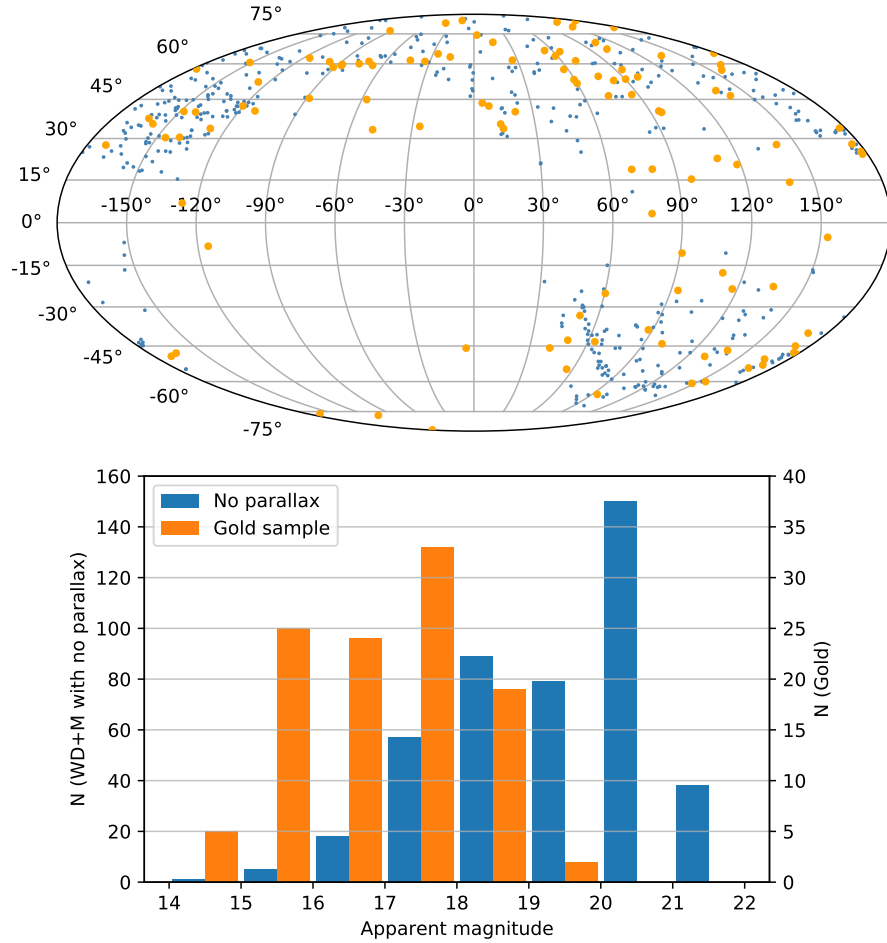 75°
60°
45°
30°
15°
-150° -120° -90° -60° -30° 0° 30° 60° 90° 120° 150°
0°
-15°
-30°
-45°
-60°
-75°
160 40
No parallax
140 35
Gold sample
120 30
100 25
80 20
60 15
40 10
20 5
0 0
N (WD+M with no parallax)
N (Gold)
14 15 16 17 18 19 20 21 22
Apparent magnitude